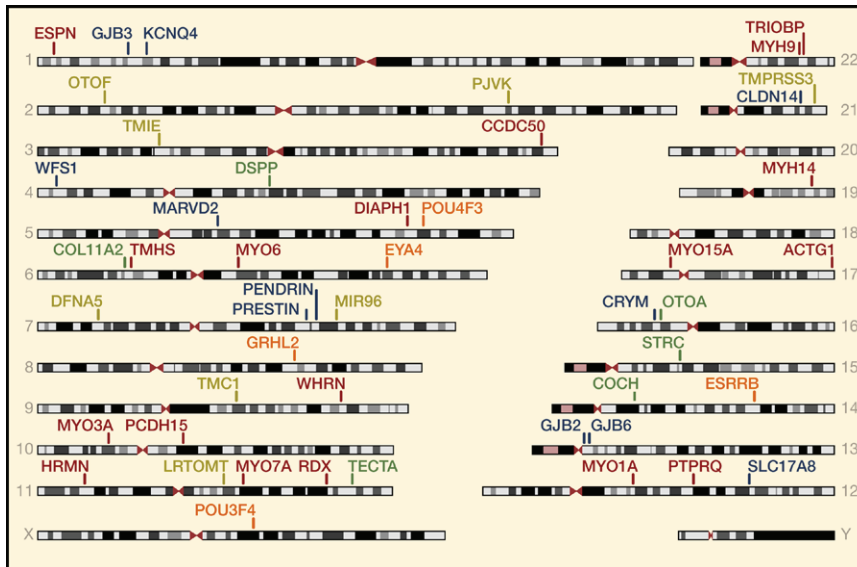 ESPN GJB3 KCNQ4 TRIOBP
MYH9
1 22
OTOF PJVK TMPRSS3
CLDN14
2 21
TMIE CCDC50
3 20
WFS1 DSPP MYH14
4 19
MARVD2 DIAPH1 POU4F3
5 18
COL11A2 TMHS MYO6 EYA4 MYO15A ACTG1
6 17
PENDRIN
DFNA5 PRESTIN MIR96 CRYM OTOA
7 16
GRHL2 STRC
8 15
TMC1 WHRN COCH ESRRB
9 14
MYO3A PCDH15 GJB2 GJB6
10 13
HRMN LRTOMT MYO7A RDX TECTA MYO1A PTPRQ SLC17A8
11 12
POU3F4
X Y